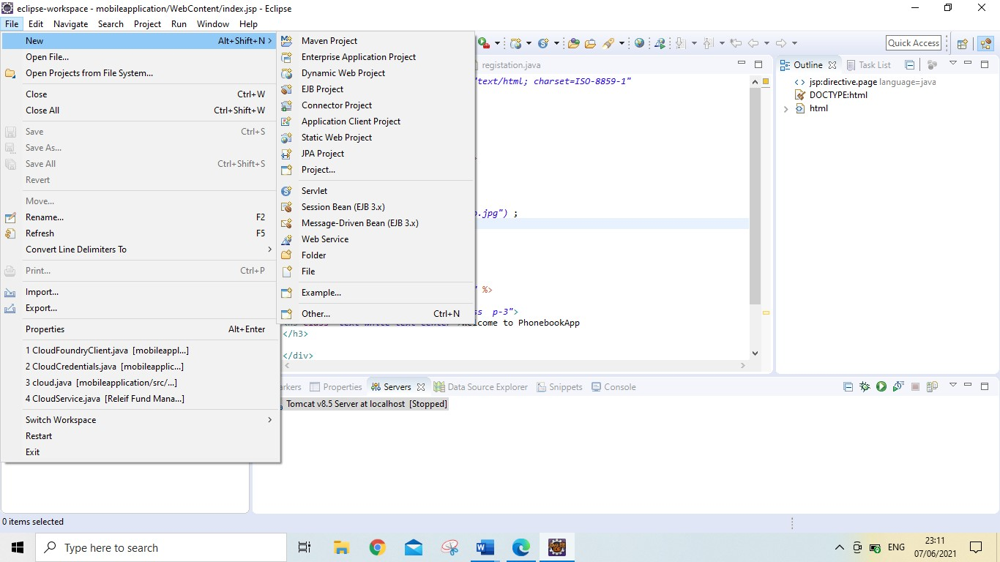 eclipse-workspace - mobileapplication/WebContent/index.jsp - Eclipse
File Edit Navigate Search Project Run Window Help
New Alt+Shift+N
Open File...
Open Projects from File System...
Close Ctrl+W
Close All Ctrl+Shift+W
Save Ctrl+S
Save As...
Save All Ctrl+Shift+S
Revert
Move...
Rename... F2
Refresh F5
Convert Line Delimiters To
Print... Ctrl+P
Import...
Export...
Properties Alt+Enter
1 CloudFoundryClient.java [mobileappl...]
2 CloudCredentials.java [mobileapplic...]
3 cloud.java [mobileapplication/src/...]
4 CloudService.java [Releif Fund Mana...]
Switch Workspace
Restart
Exit
Maven Project
Enterprise Application Project
Dynamic Web Project
EJB Project
Connector Project
Application Client Project
Static Web Project
JPA Project
Project...
Servlet
Session Bean (EJB 3.x)
Message-Driven Bean (EJB 3.x)
Web Service
Folder
File
Example...
Other... Ctrl+N
Quick Access
registation.java
text/html; charset=ISO-8859-1"
.jpg") ;
%>
p-3">
to PhonebookApp
</h3>
</div>
Outline Task List
jsp:directive.page language=java
DOCTYPE:html
html
Properties Servers Data Source Explorer Snippets Console
Tomcat v8.5 Server at localhost [Stopped]
0 items selected
Type here to search
ENG
23:11
07/06/2021